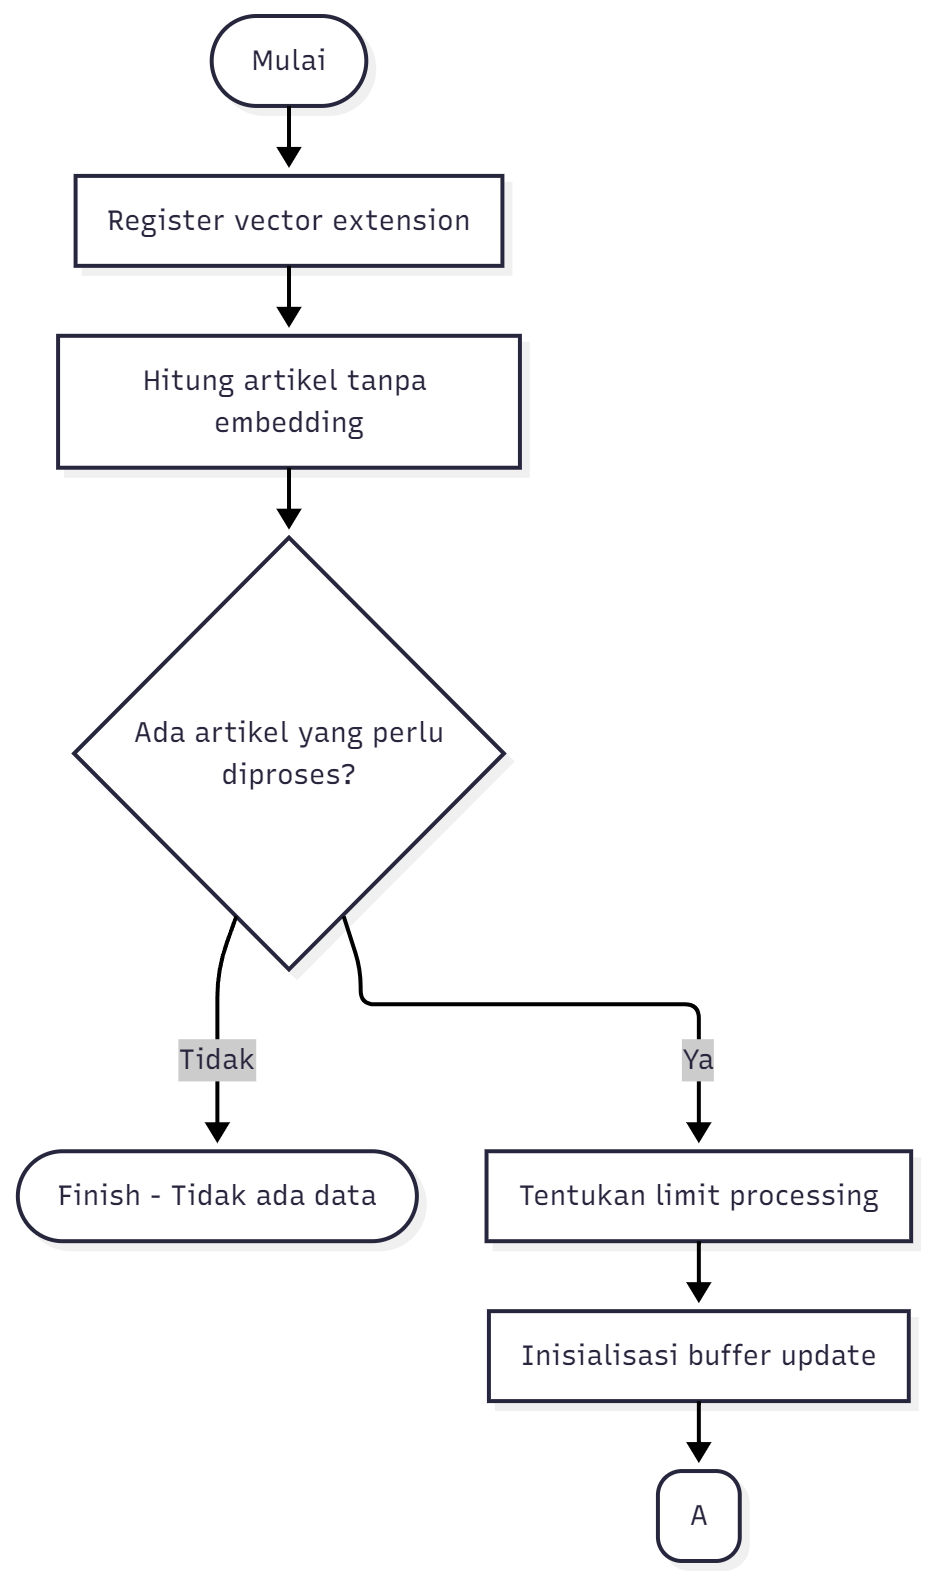 Mulai
Register vector extension
Hitung artikel tanpa
embedding
Ada artikel yang perlu
diproses?
Tidak
Ya
Finish - Tidak ada data
Tentukan limit processing
Inisialisasi buffer update
A